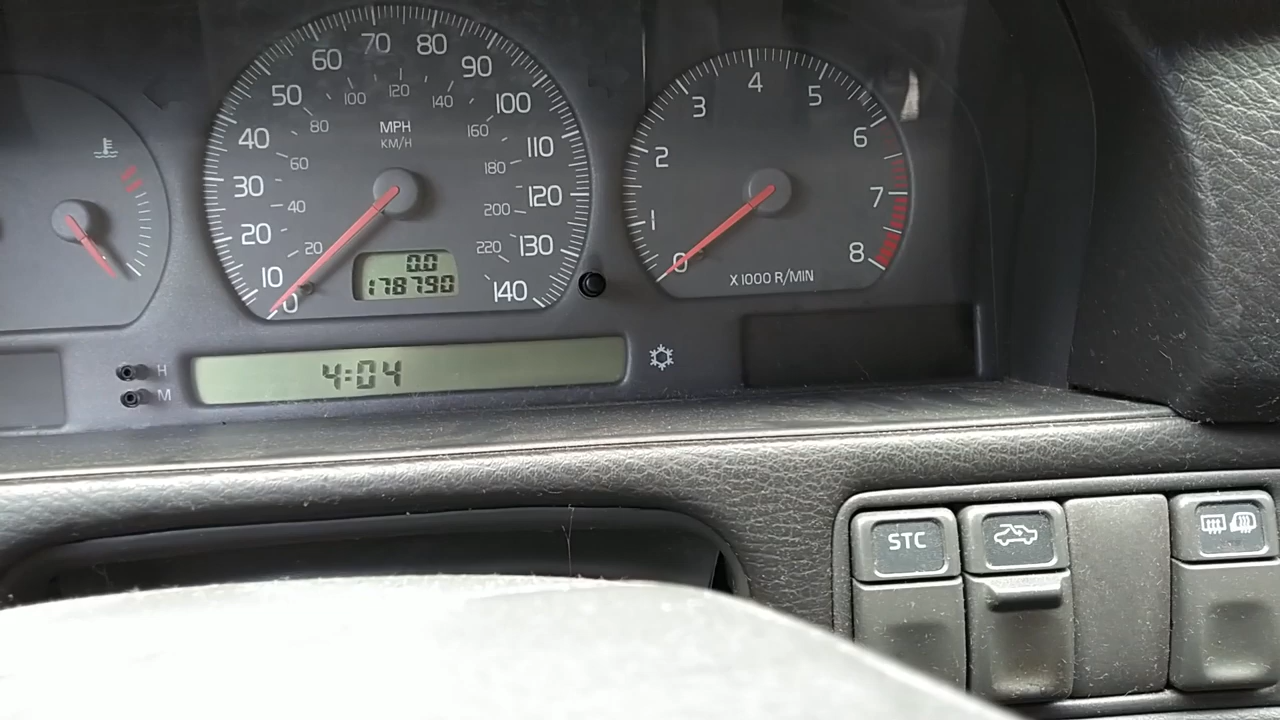 10 20 30 40 50 60 70 80 90 100 110 120 130 140
20 40 60 80 100 120 140 160 180 200 220
0
MPH
KM/H
0.0
178790
0 1 2 3 4 5 6 7 8
X1000 R/MIN
H
M
4:04
STC